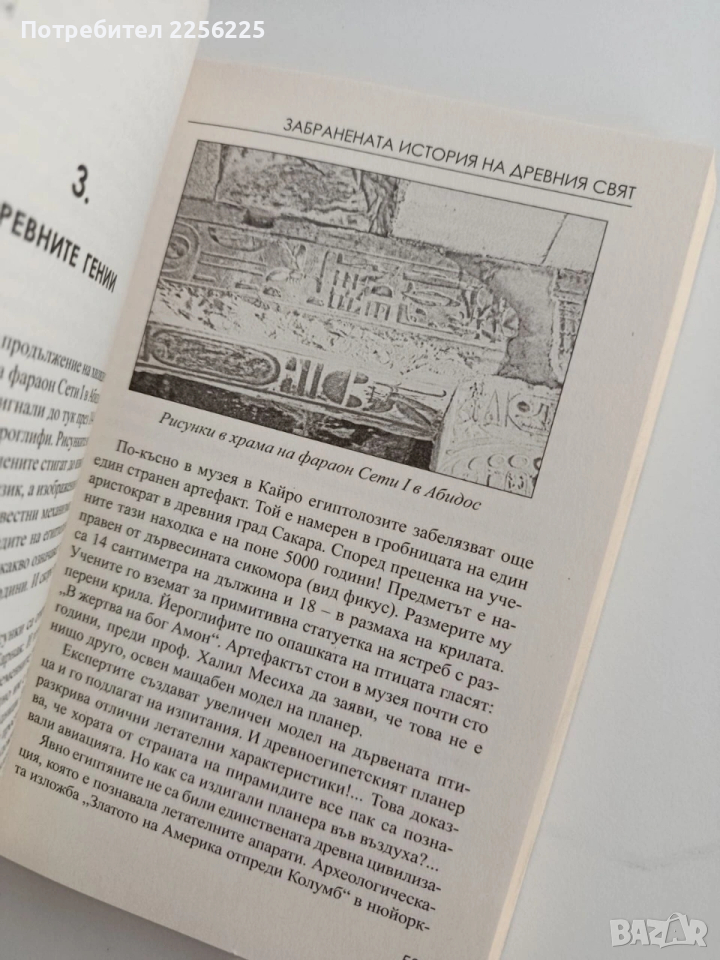 Потребител 2256225
3.
РЕВНИТЕ ГЕНИИ
продължение на
фараон Сети I в
игнали до тук през
ероглифи.
чените стигат до
зик, а
вестни
какво
одини. И
ЗАБРАНЕНАТА ИСТОРИЯ НА ДРЕВНИЯ СВЯТ
Рисунки в храма на фараон Сети I в Абидос
По-късно в музея в Кайро египтолозите забелязват още
един странен артефакт. Той е намерен в гробницата на един
аристократ в древния град Сакара. Според преценка на уче-
ните тази находка е на поне 5000 години! Предметът е на-
правен от дървесината сикомора (вид фикус). Размерите му
са 14 сантиметра на дължина и 18 – в размаха на крилата.
Учените го вземат за примитивна статуетка на ястреб с раз-
перени крила. Йероглифите по опашката на птицата гласят:
„В жертва на бог Амон“. Артефактът стои в музея почти сто
години, преди проф. Халил Месиха да заяви, че това не е
нищо друго, освен мащабен модел на планер.
Експертите създават увеличен модел на дървената пти-
ца и го подлагат на изпитания. И древноегипетският планер
разкрива отлични летателни характеристики!... Това доказ-
ва, че хората от страната на пирамидите все пак са позна-
вали авиацията. Но как са издигали планера във въздуха?...
Явно египтяните не са били единствената древна цивилиза-
ция, която е познавала летателните апарати. Археологическа-
та изложба „Златото на Америка отпреди Колумб“ в нюйорк-
BAZAR